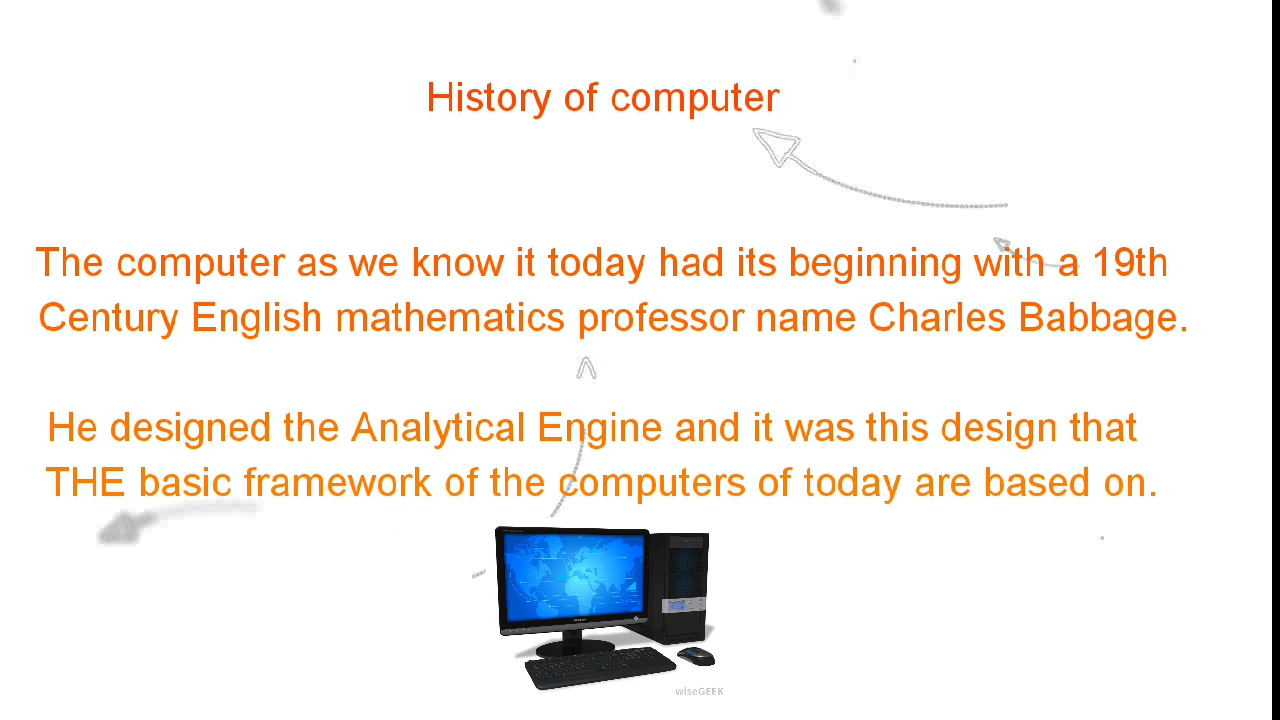 History of computer
The computer as we know it today had its beginning with a 19th
Century English mathematics professor name Charles Babbage.
He designed the Analytical Engine and it was this design that
THE basic framework of the computers of today are based on.
wiseGEEK